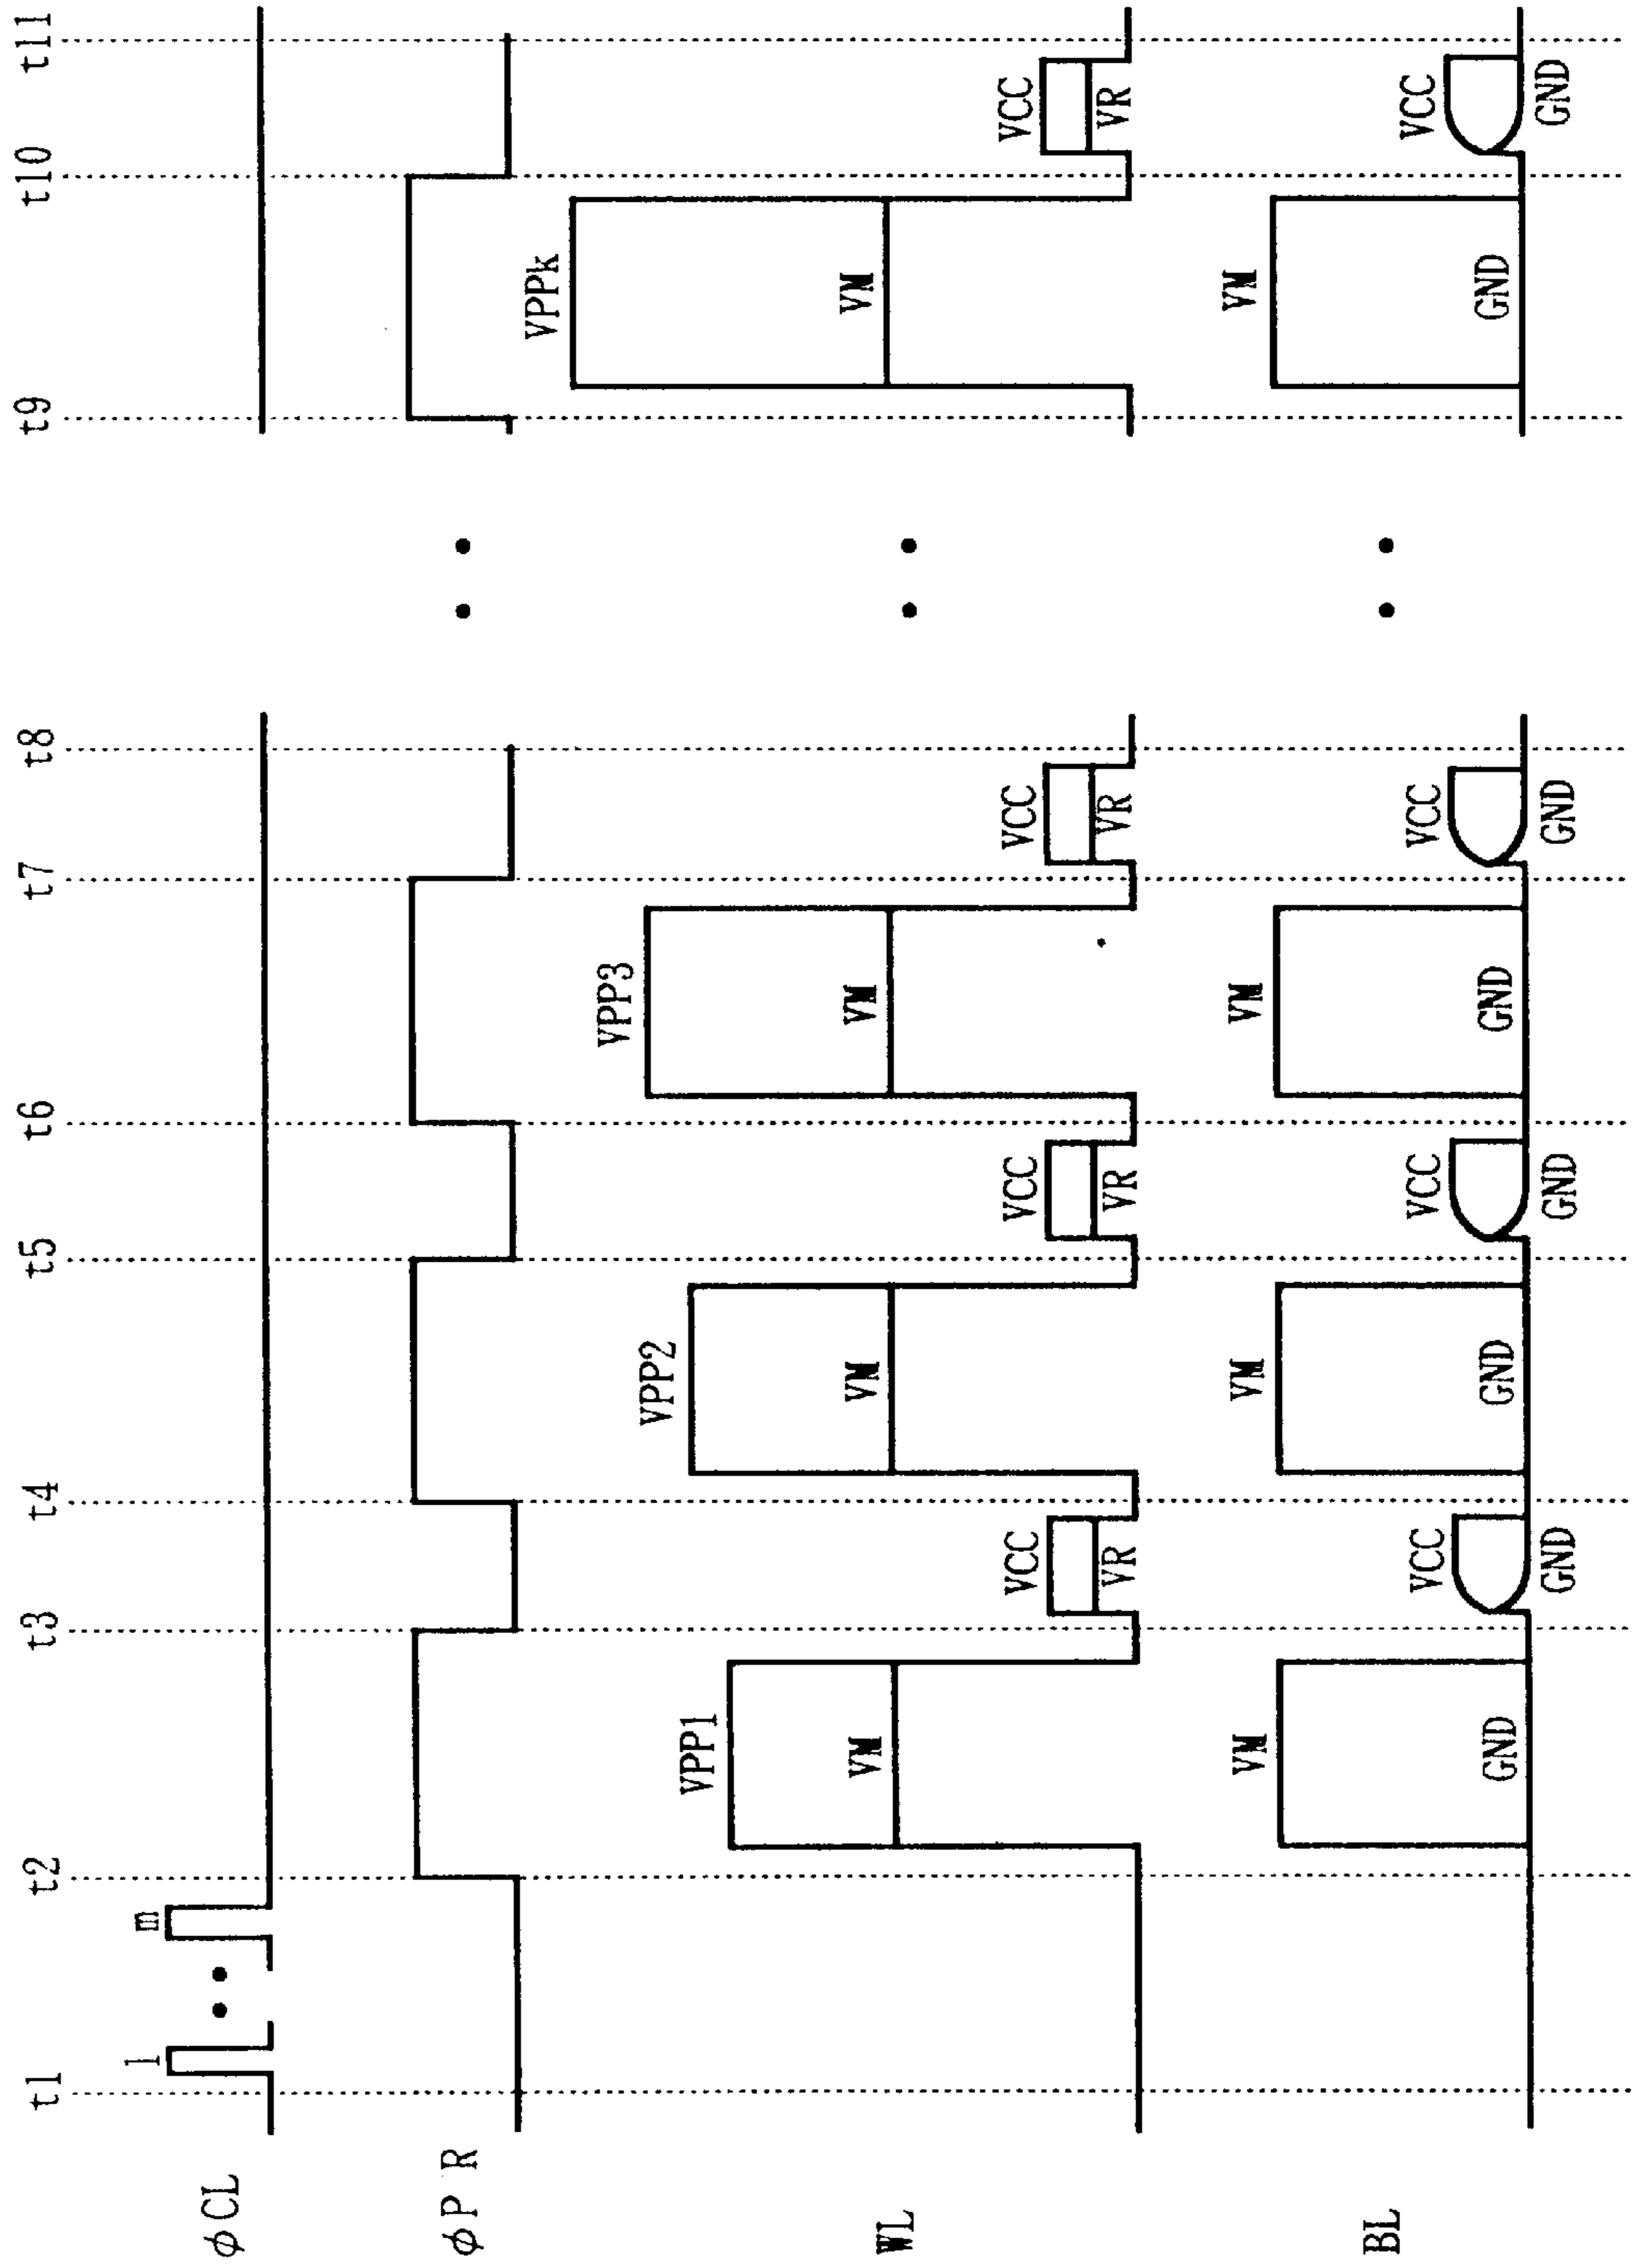 t1 t2 t3 t4 t5 t6 t7 t8 t9 t10 t11
φCL 1 m
φPR
WL
VPP1 VPP2 VPP3 VPPk
VM VM VM VM
VCC VCC VCC VCC
VR VR VR VR
BL
VM VM VM VM
GND GND GND GND
VCC VCC VCC VCC
GND GND GND GND